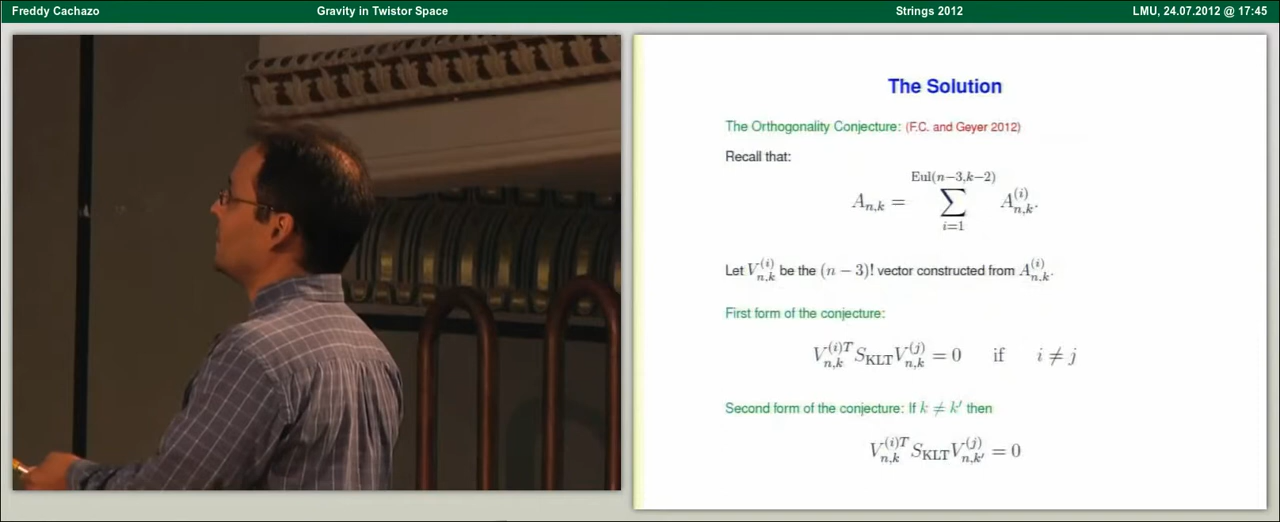 Freddy Cachazo Gravity in Twistor Space Strings 2012 LMU, 24.07.2012 @ 17:45
The Solution
The Orthogonality Conjecture: (F.C. and Geyer 2012)
Recall that:
A_{n,k} = \sum_{i=1}^{Eul(n-3,k-2)} A_{n,k}^{(i)}.
Let V_{n,k}^{(i)} be the (n − 3)! vector constructed from A_{n,k}^{(i)}.
First form of the conjecture:
V_{n,k}^{(i)T} S_{KLT} V_{n,k}^{(j)} = 0 if i ≠ j
Second form of the conjecture: If k ≠ k′ then
V_{n,k}^{(i)T} S_{KLT} V_{n,k′}^{(j)} = 0